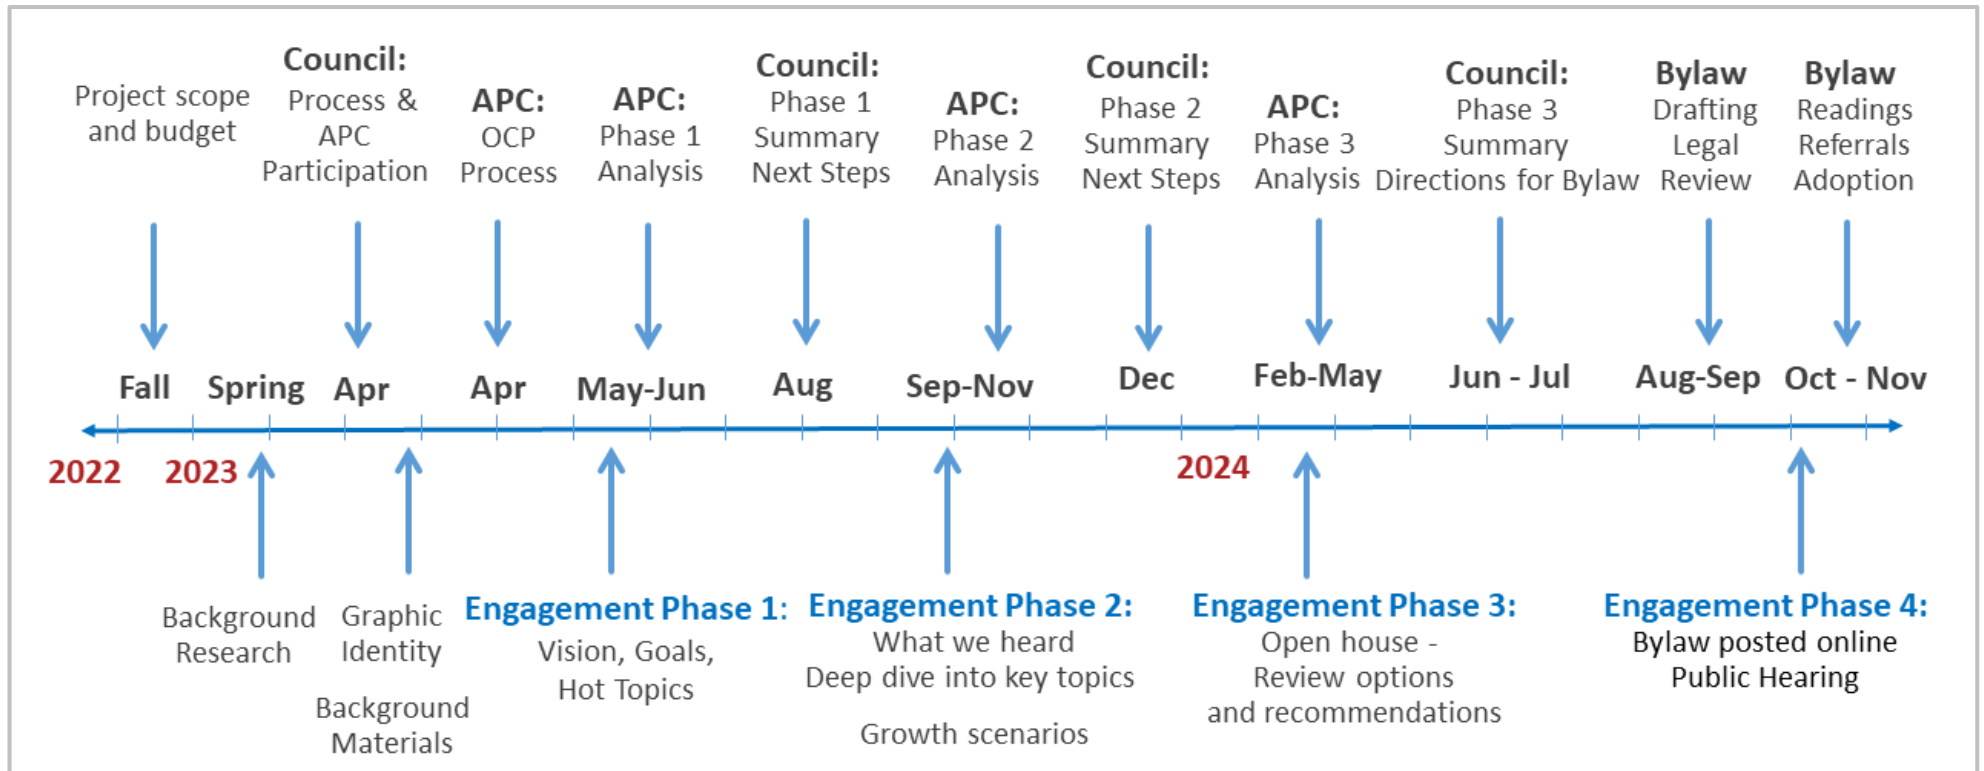 Project scope
and budget
Council:
Process &
APC
Participation
APC:
OCP
Process
APC:
Phase 1
Analysis
Council:
Phase 1
Summary
Next Steps
APC:
Phase 2
Analysis
Council:
Phase 2
Summary
Next Steps
APC:
Phase 3
Analysis
Council:
Phase 3
Summary
Directions for Bylaw
Bylaw
Drafting
Legal
Review
Bylaw
Readings
Referrals
Adoption
Fall
Spring
Apr
Apr
May-Jun
Aug
Sep-Nov
Dec
Feb-May
Jun - Jul
Aug-Sep
Oct - Nov
2022
2023
2024
Background
Research
Graphic
Identity
Background
Materials
Engagement Phase 1:
Vision, Goals,
Hot Topics
Engagement Phase 2:
What we heard
Deep dive into key topics
Growth scenarios
Engagement Phase 3:
Open house -
Review options
and recommendations
Engagement Phase 4:
Bylaw posted online
Public Hearing